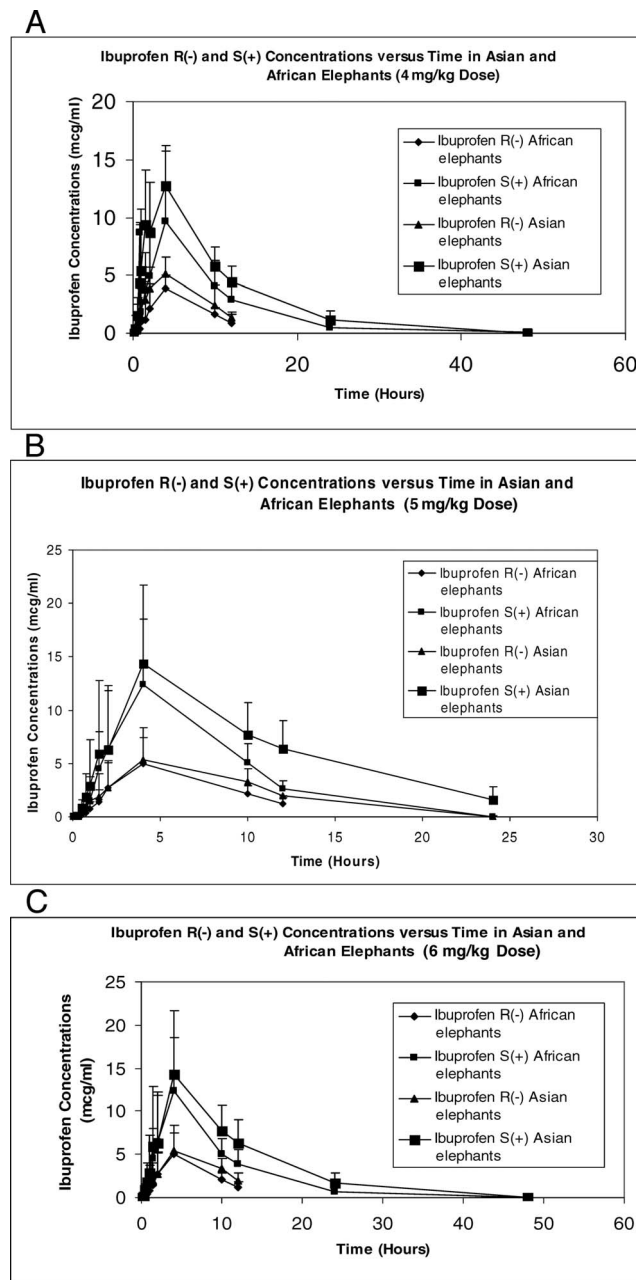 A
Ibuprofen R(-) and S(+) Concentrations versus Time in Asian and
African Elephants (4 mg/kg Dose)
Ibuprofen Concentrations (mcg/ml)
20
15
10
5
0
Ibuprofen R(-) African
elephants
Ibuprofen S(+) African
elephants
Ibuprofen R(-) Asian
elephants
Ibuprofen S(+) Asian
elephants
0 20 40 60
Time (Hours)
B
Ibuprofen R(-) and S(+) Concentrations versus Time in Asian and
African Elephants (5 mg/kg Dose)
Ibuprofen Concentrations (mcg/ml)
25
20
15
10
5
0
Ibuprofen R(-) African
elephants
Ibuprofen S(+) African
elephants
Ibuprofen R(-) Asian
elephants
Ibuprofen S(+) Asian
elephants
0 5 10 15 20 25 30
Time (Hours)
C
Ibuprofen R(-) and S(+) Concentrations versus Time in Asian and
African Elephants (6 mg/kg Dose)
Ibuprofen Concentrations
(mcg/ml)
25
20
15
10
5
0
Ibuprofen R(-) African
elephants
Ibuprofen S(+) African
elephants
Ibuprofen R(-) Asian
elephants
Ibuprofen S(+) Asian
elephants
0 10 20 30 40 50 60
Time (Hours)